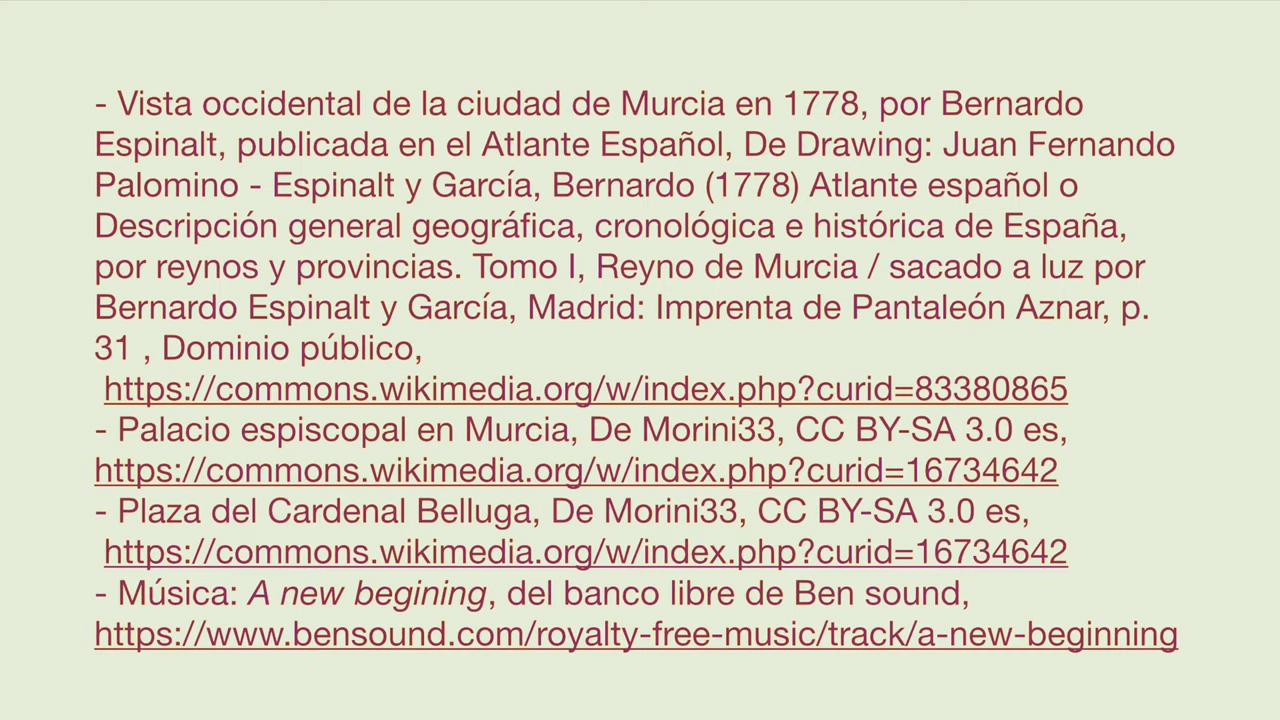 - Vista occidental de la ciudad de Murcia en 1778, por Bernardo
Espinalt, publicada en el Atlante Español, De Drawing: Juan Fernando
Palomino - Espinalt y García, Bernardo (1778) Atlante español o
Descripción general geográfica, cronológica e histórica de España,
por reynos y provincias. Tomo I, Reyno de Murcia / sacado a luz por
Bernardo Espinalt y García, Madrid: Imprenta de Pantaleón Aznar, p.
31 , Dominio público,
https://commons.wikimedia.org/w/index.php?curid=83380865
- Palacio espiscopal en Murcia, De Morini33, CC BY-SA 3.0 es,
https://commons.wikimedia.org/w/index.php?curid=16734642
- Plaza del Cardenal Belluga, De Morini33, CC BY-SA 3.0 es,
https://commons.wikimedia.org/w/index.php?curid=16734642
- Música: A new begining, del banco libre de Ben sound,
https://www.bensound.com/royalty-free-music/track/a-new-beginning